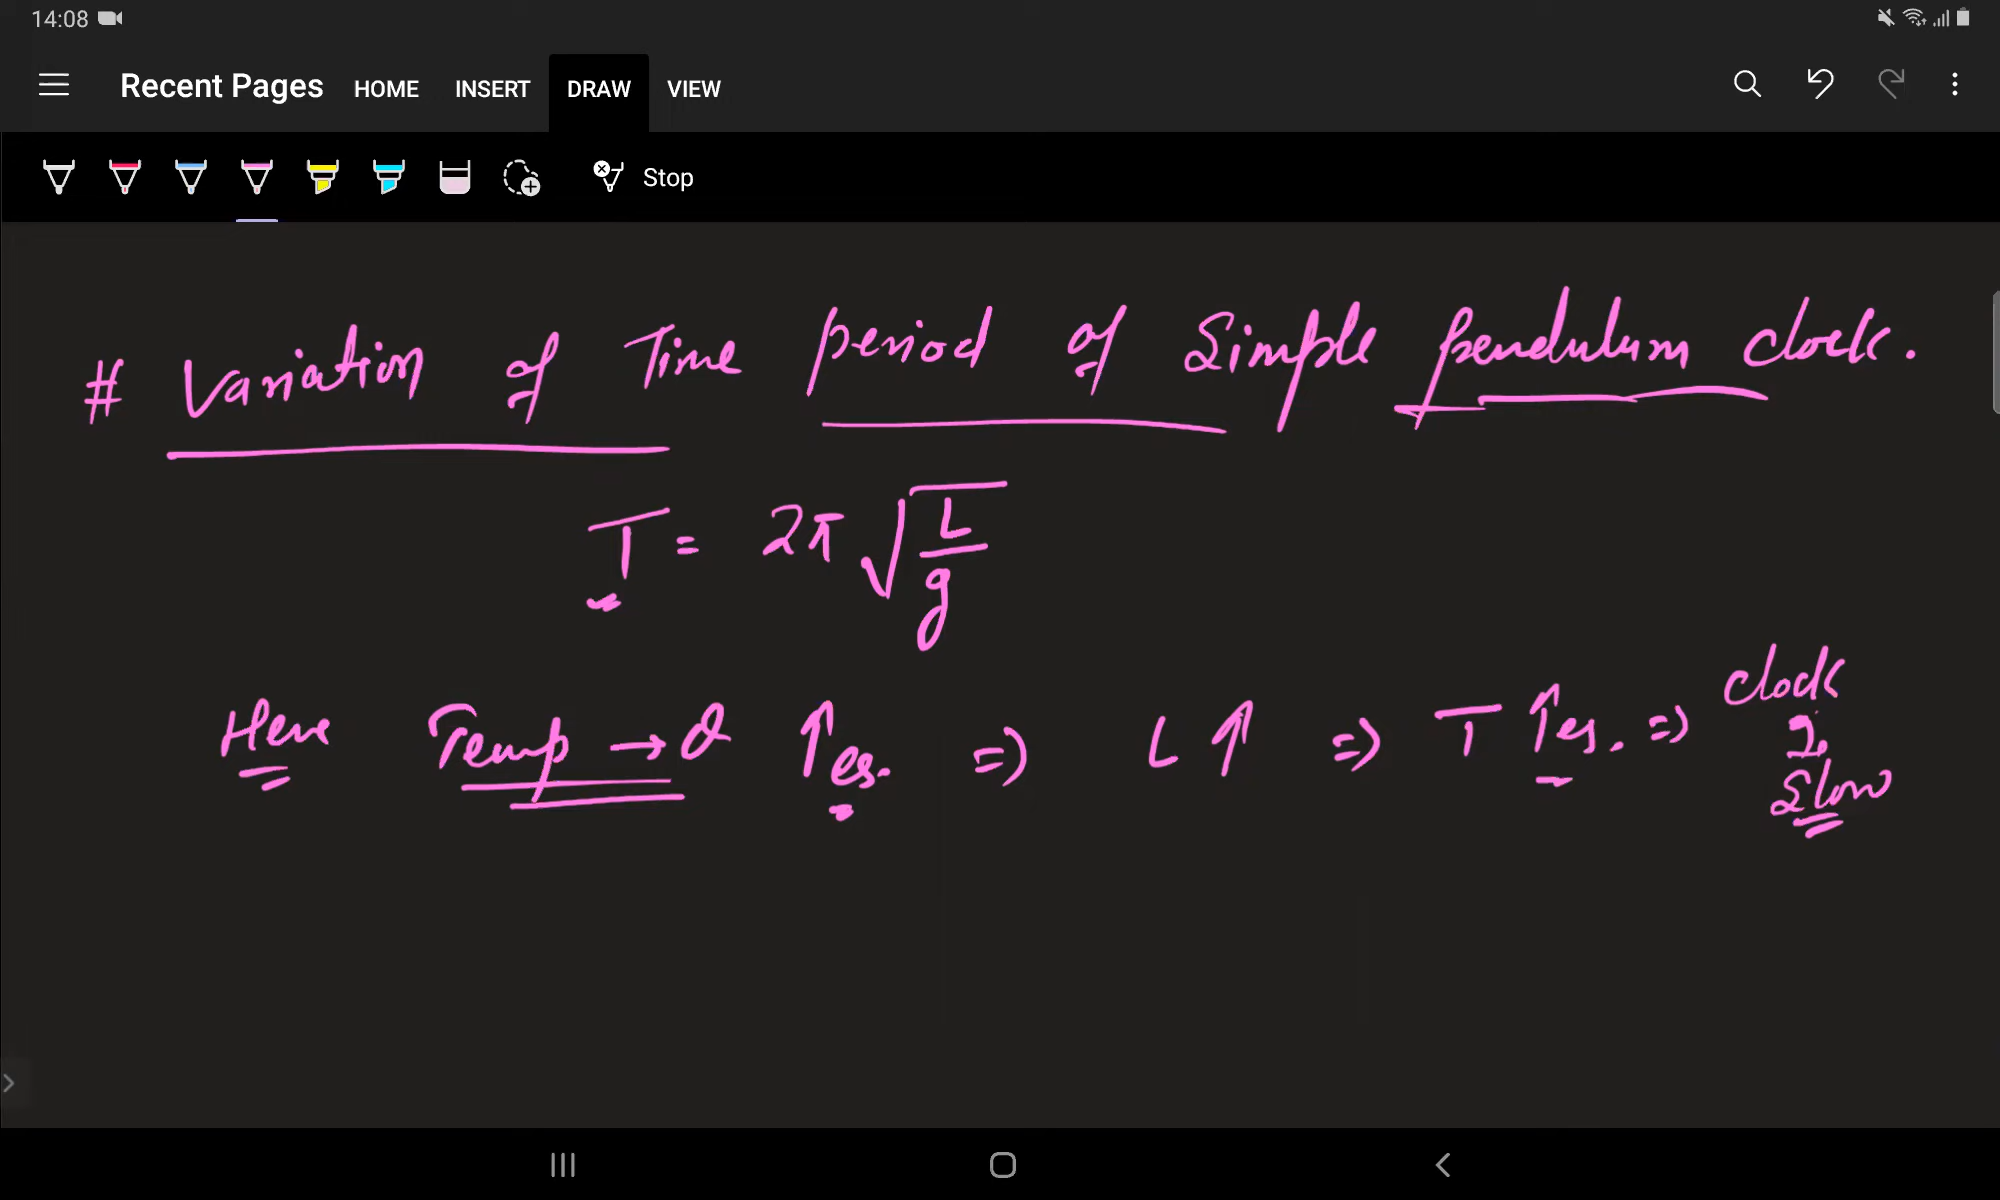 14:08
Recent Pages HOME INSERT DRAW VIEW
Stop
# Variation of Time period of Simple pendulum clock.
T = 2π √(L/g)
Here Temp → θ ↑es. ⇒ L ↑ ⇒ T ↑es. ⇒ Clock
is
Slow